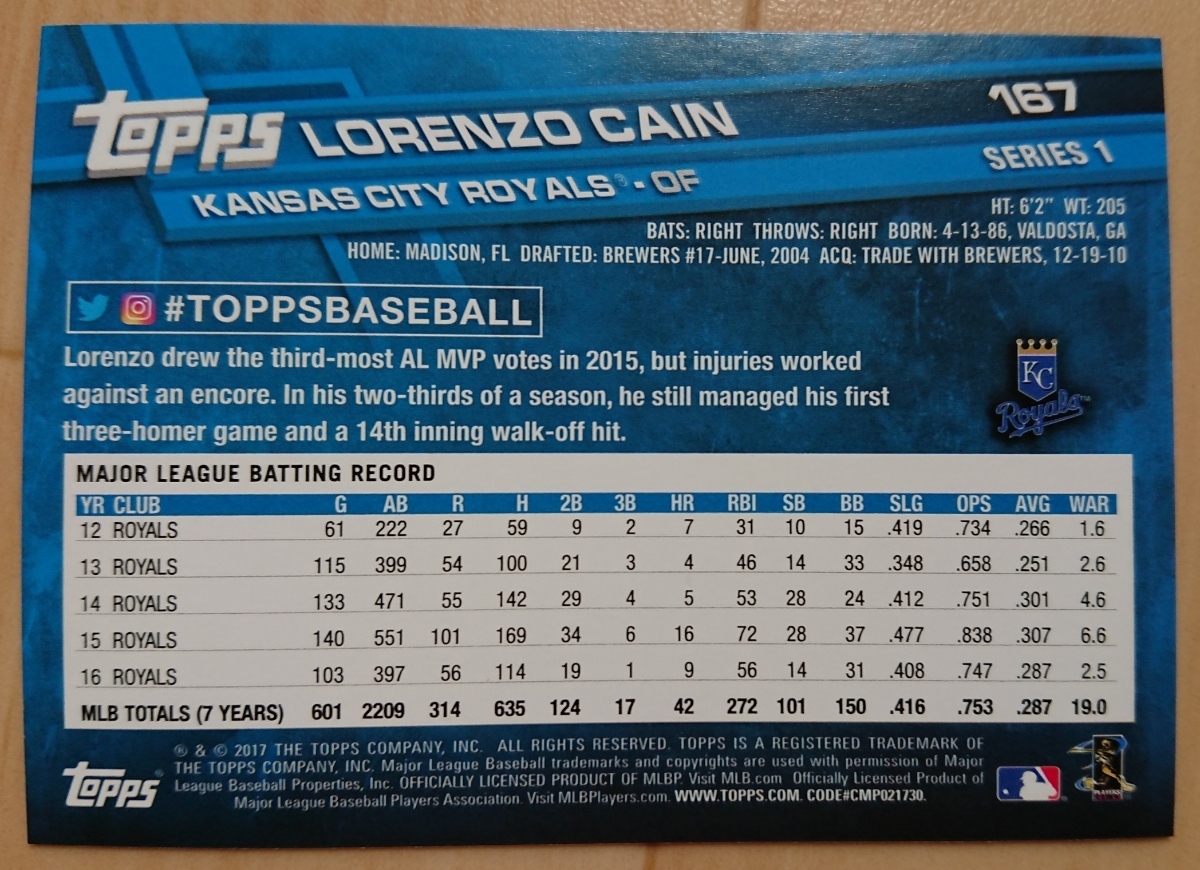 topps LORENZO CAIN 167
KANSAS CITY ROYALS® - OF SERIES 1
HT: 6'2" WT: 205
BATS: RIGHT THROWS: RIGHT BORN: 4-13-86, VALDOSTA, GA
HOME: MADISON, FL DRAFTED: BREWERS #17-JUNE, 2004 ACQ: TRADE WITH BREWERS, 12-19-10
#TOPPSBASEBALL
Lorenzo drew the third-most AL MVP votes in 2015, but injuries worked
against an encore. In his two-thirds of a season, he still managed his first
three-homer game and a 14th inning walk-off hit.
KC
Royals™
MAJOR LEAGUE BATTING RECORD
YR CLUB G AB R H 2B 3B HR RBI SB BB SLG OPS AVG WAR
12 ROYALS 61 222 27 59 9 2 7 31 10 15 .419 .734 .266 1.6
13 ROYALS 115 399 54 100 21 3 4 46 14 33 .348 .658 .251 2.6
14 ROYALS 133 471 55 142 29 4 5 53 28 24 .412 .751 .301 4.6
15 ROYALS 140 551 101 169 34 6 16 72 28 37 .477 .838 .307 6.6
16 ROYALS 103 397 56 114 19 1 9 56 14 31 .408 .747 .287 2.5
MLB TOTALS (7 YEARS) 601 2209 314 635 124 17 42 272 101 150 .416 .753 .287 19.0
® & © 2017 THE TOPPS COMPANY, INC. ALL RIGHTS RESERVED. TOPPS IS A REGISTERED TRADEMARK OF
THE TOPPS COMPANY, INC. Major League Baseball trademarks and copyrights are used with permission of Major
League Baseball Properties, Inc. OFFICIALLY LICENSED PRODUCT OF MLBP. Visit MLB.com Officially Licensed Product of
Major League Baseball Players Association. Visit MLBPlayers.com. WWW.TOPPS.COM. CODE#CMP021730.
topps®
PLAYERS